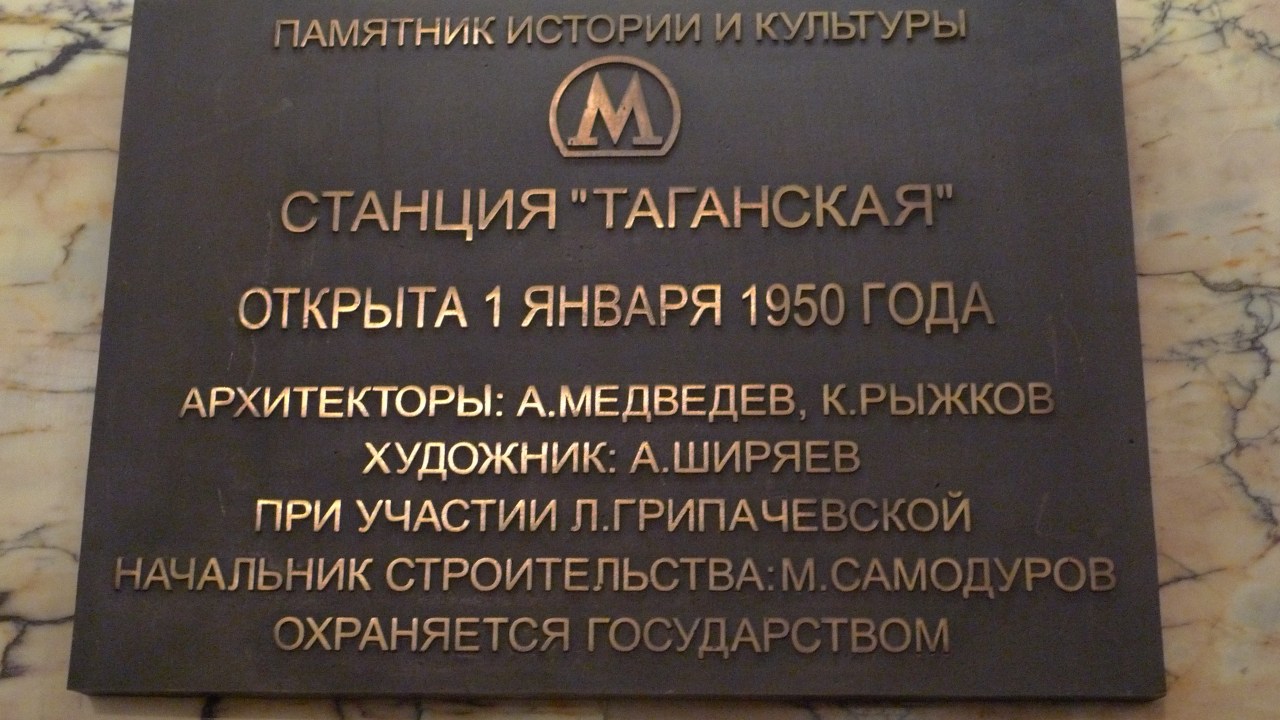 ПАМЯТНИК ИСТОРИИ И КУЛЬТУРЫ
М
СТАНЦИЯ "ТАГАНСКАЯ"
ОТКРЫТА 1 ЯНВАРЯ 1950 ГОДА
АРХИТЕКТОРЫ: А.МЕДВЕДЕВ, К.РЫЖКОВ
ХУДОЖНИК: А.ШИРЯЕВ
ПРИ УЧАСТИИ Л.ГРИПАЧЕВСКОЙ
НАЧАЛЬНИК СТРОИТЕЛЬСТВА:М.САМОДУРОВ
ОХРАНЯЕТСЯ ГОСУДАРСТВОМ